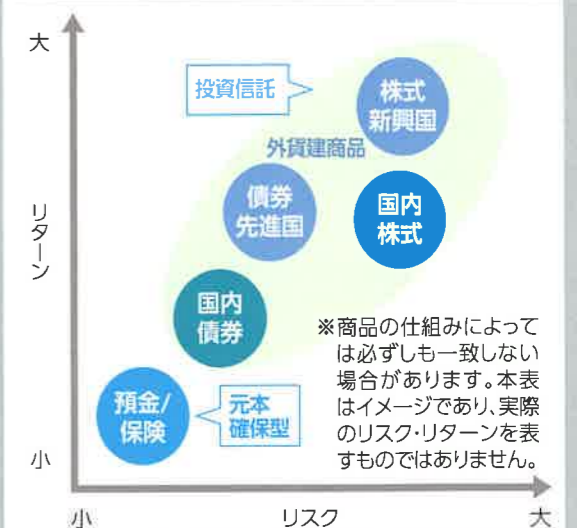 大
投資信託
株式
新興国
外貨建商品
リターン
債券
先進国
国内
株式
国内
債券
※商品の仕組みによって
は必ずしも一致しない
場合があります。本表
はイメージであり、実際
のリスク・リターンを表
すものではありません。
預金/
保険
元本
確保型
小
小
リスク
大